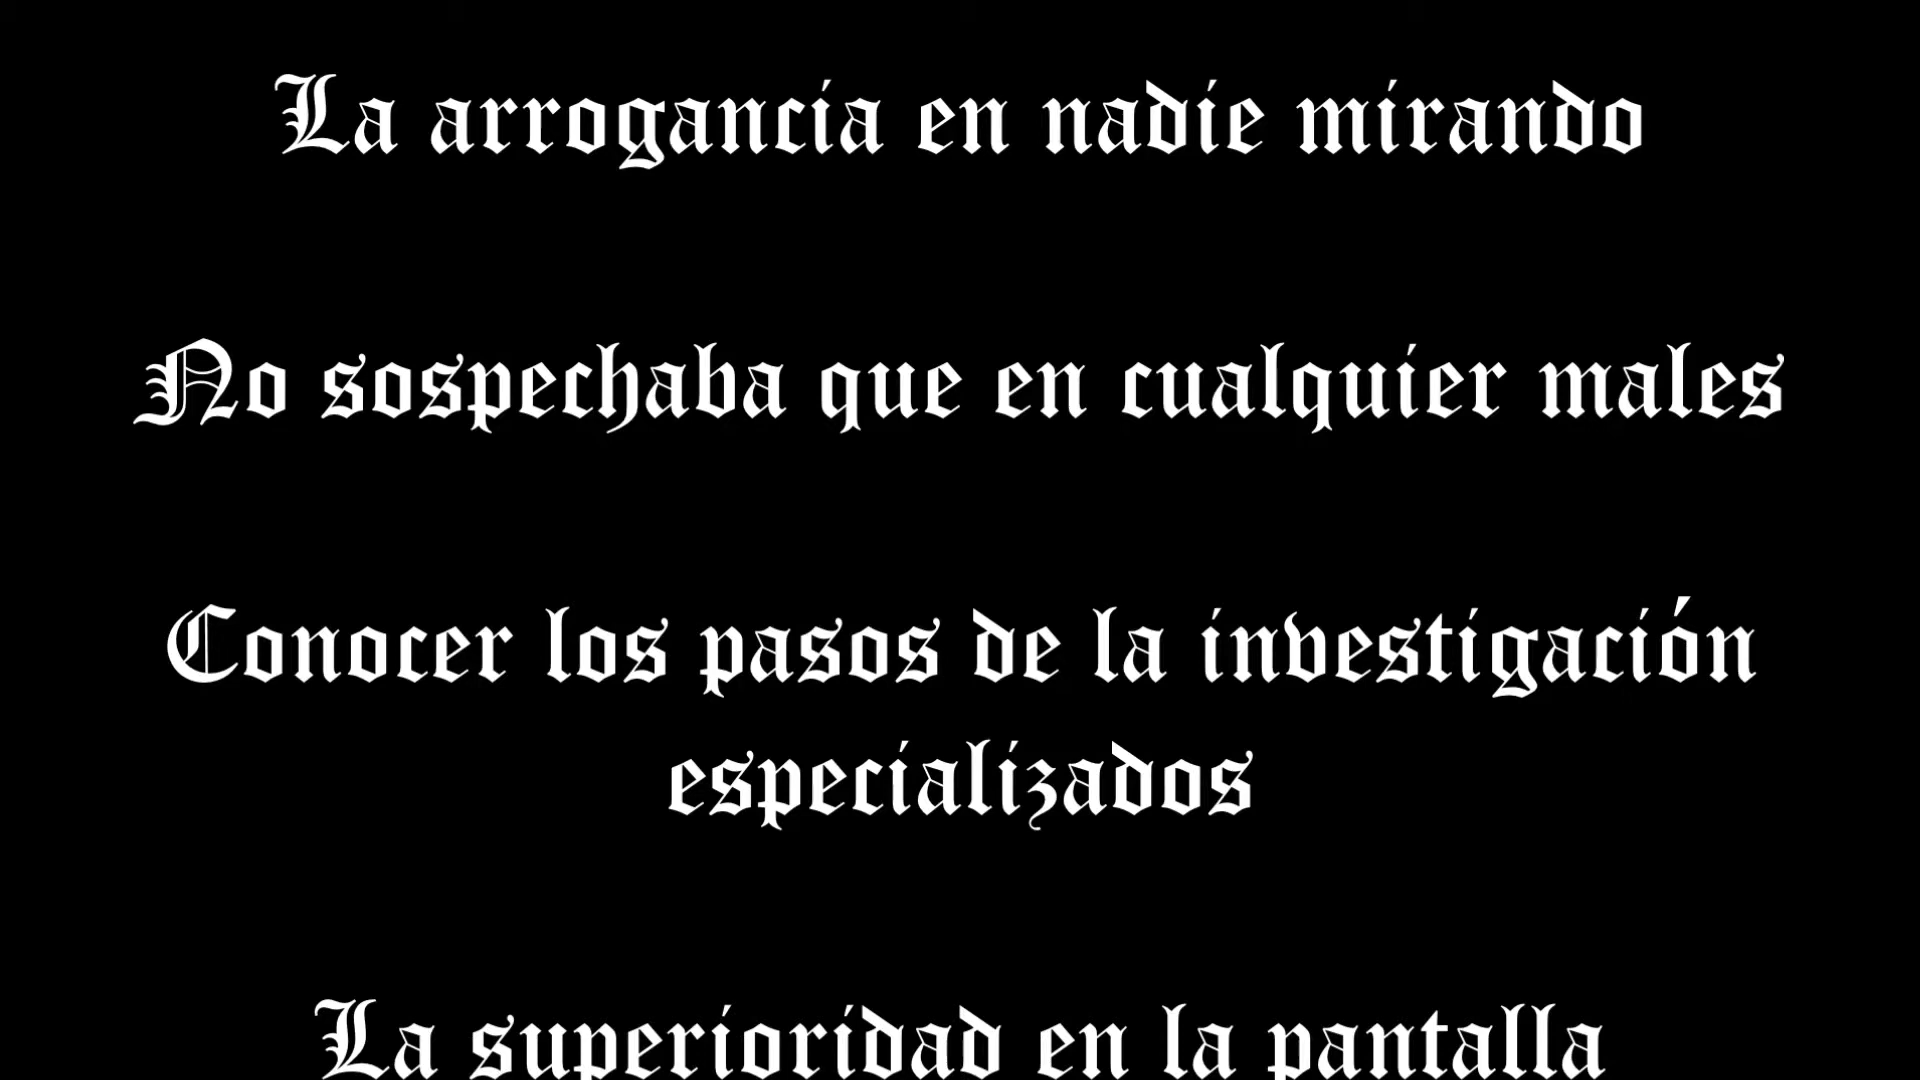 La arrogancia en nadie mirando
No sospechaba que en cualquier males
Conocer los pasos de la investigación
especializados
La superioridad en la pantalla